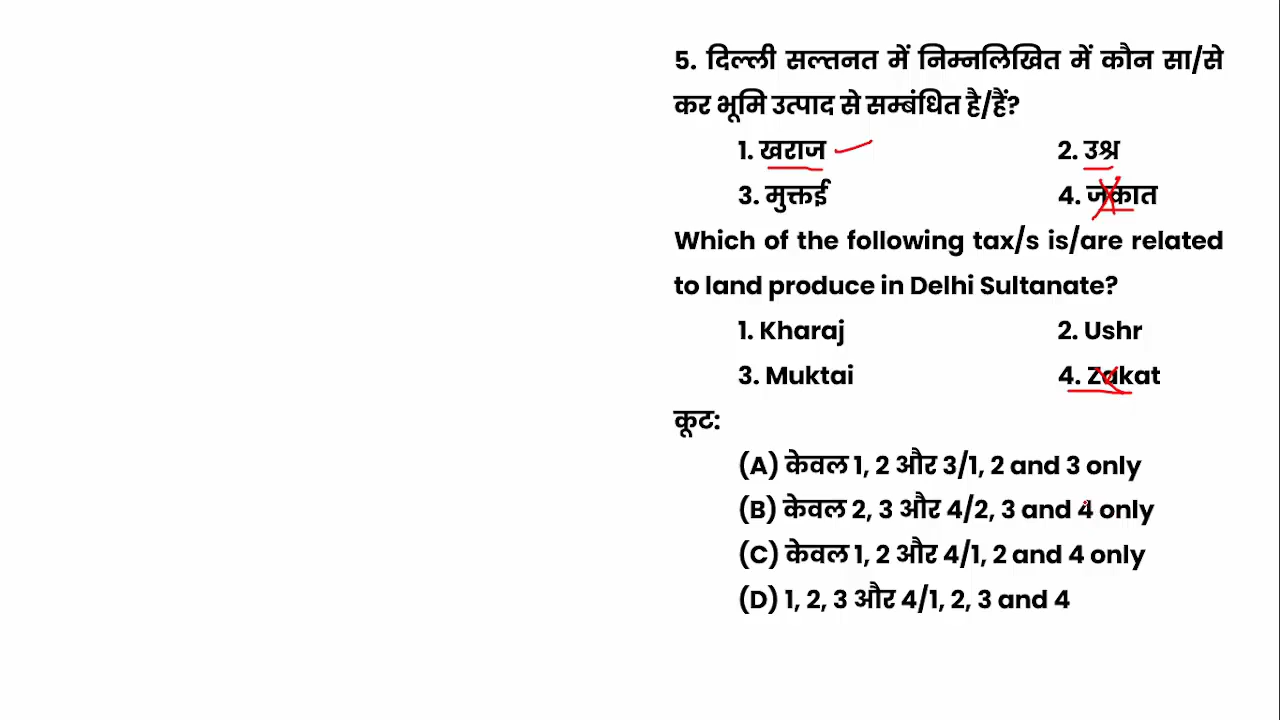 5. दिल्ली सल्तनत में निम्नलिखित में कौन सा/से
कर भूमि उत्पाद से सम्बंधित है/हैं?
1. खराज 2. उश्र
3. मुक्तई 4. जकात
Which of the following tax/s is/are related
to land produce in Delhi Sultanate?
1. Kharaj 2. Ushr
3. Muktai 4. Zakat
कूट:
(A) केवल 1, 2 और 3/1, 2 and 3 only
(B) केवल 2, 3 और 4/2, 3 and 4 only
(C) केवल 1, 2 और 4/1, 2 and 4 only
(D) 1, 2, 3 और 4/1, 2, 3 and 4